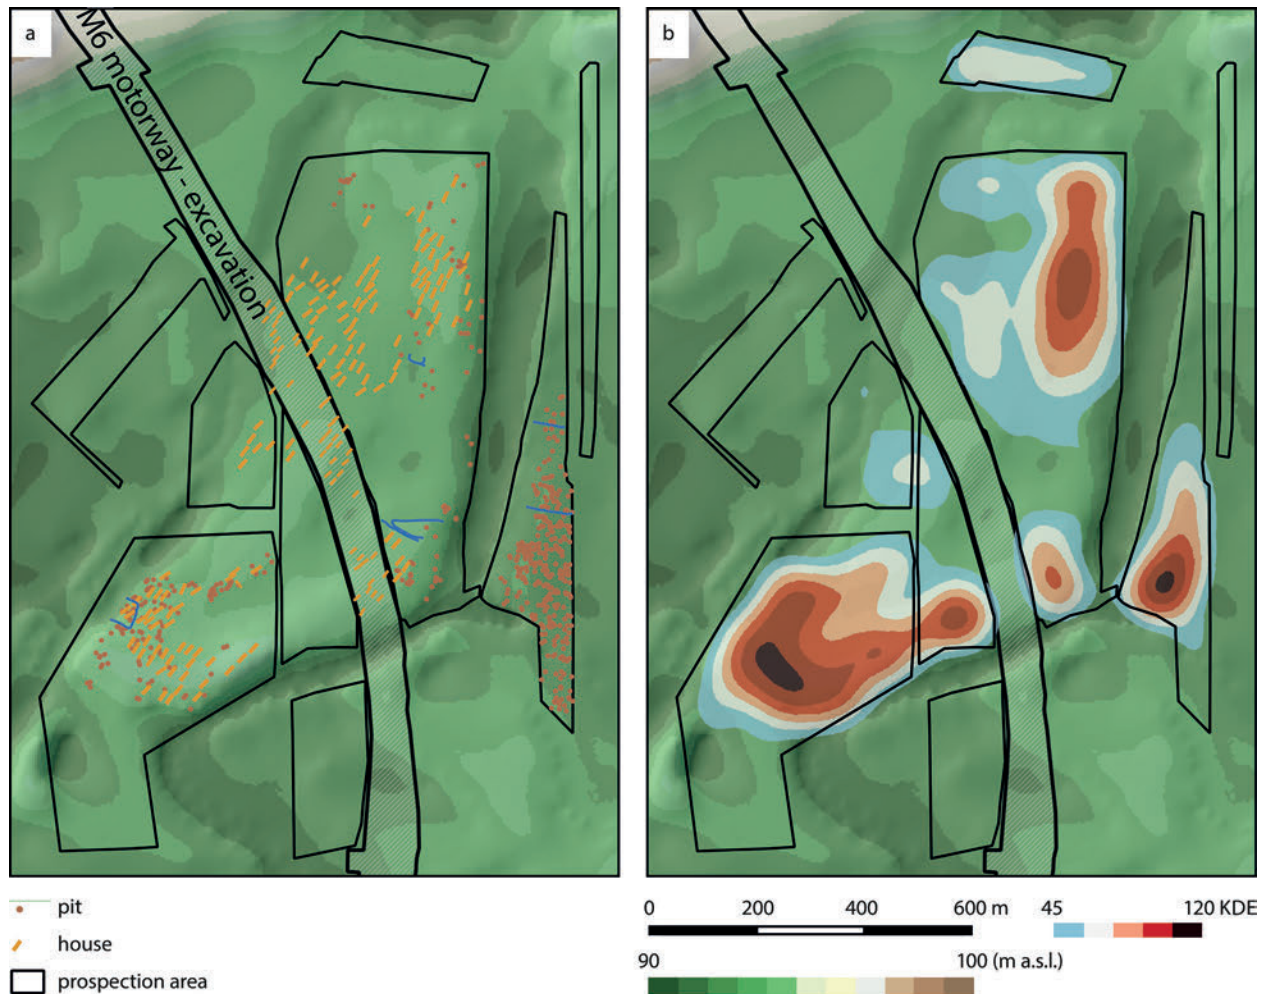 a
M6 motorway - excavation
b
pit
house
prospection area
0 200 400 600 m
45 120 KDE
90 100 (m a.s.l.)